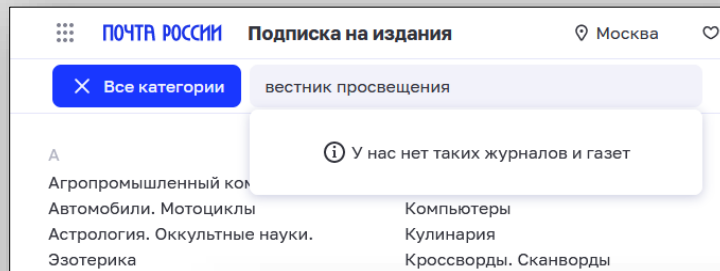 ПОЧТА РОССИИ Подписка на издания Москва
Все категории вестник просвещения
У нас нет таких журналов и газет
А
Агропромышленный
Автомобили. Мотоциклы Компьютеры
Астрология. Оккультные науки. Кулинария
Эзотерика Кроссворды. Сканворды